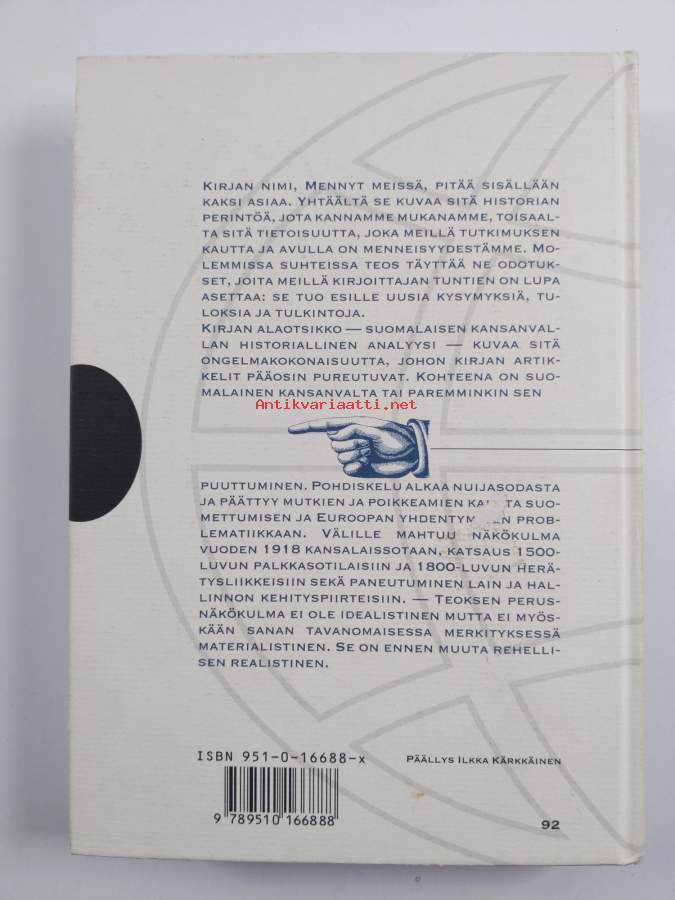 KIRJAN NIMI, MENNYT MEISSÄ, PITÄÄ SISÄLLÄÄN
KAKSI ASIAA. YHTÄÄLTÄ SE KUVAA SITÄ HISTORIAN
PERINTÖÄ, JOTA KANNAMME MUKANAMME, TOISAAL-
TA SITÄ TIETOISUUTTA, JOKA MEILLÄ TUTKIMUKSEN
KAUTTA JA AVULLA ON MENNEISYYDESTÄMME. MO-
LEMMISSA SUHTEISSA TEOS TÄYTTÄÄ NE ODOTUK-
SET, JOITA MEILLÄ KIRJOITTAJAN TUNTIEN ON LUPA
ASETTAA: SE TUO ESILLE UUSIA KYSYMYKSIÄ, TU-
LOKSIA JA TULKINTOJA.
KIRJAN ALAOTSIKKO — SUOMALAISEN KANSANVAL-
LAN HISTORIALLINEN ANALYYSI — KUVAA SITÄ
ONGELMAKOKONAISUUTTA, JOHON KIRJAN ARTIK-
KELIT PÄÄOSIN PUREUTUVAT. KOHTEENA ON SUO-
MALAINEN KANSANVALTA TAI PAREMMINKIN SEN
Antikvariaatti.net
PUUTTUMINEN. POHDISKELU ALKAA NUIJASODASTA
JA PÄÄTTYY MUTKIEN JA POIKKEAMIEN SUO-
METTUMISEN JA EUROOPAN PROB-
LEMATIIKKAAN. VÄLILLE MAHTUU NÄKÖKULMA
VUODEN 1918 KANSALAISSOTAAN, KATSAUS 1500-
LUVUN PALKKASOTILAISIIN JA 1800-LUVUN HERÄ-
TYSLIIKKEISIIN SEKÄ PANEUTUMINEN LAIN JA HAL-
LINNON KEHITYSPIIRTEISIIN. — TEOKSEN PERUS-
NÄKÖKULMA EI OLE IDEALISTINEN MUTTA EI MYÖS-
KÄÄN SANAN TAVANOMAISESSA MERKITYKSESSÄ
MATERIALISTINEN. SE ON ENNEN MUUTA REHELLI-
SEN REALISTINEN.
ISBN 951-0-16688-X
PÄÄLLYS ILKKA KÄRKKÄINEN
9 789510 166888
92